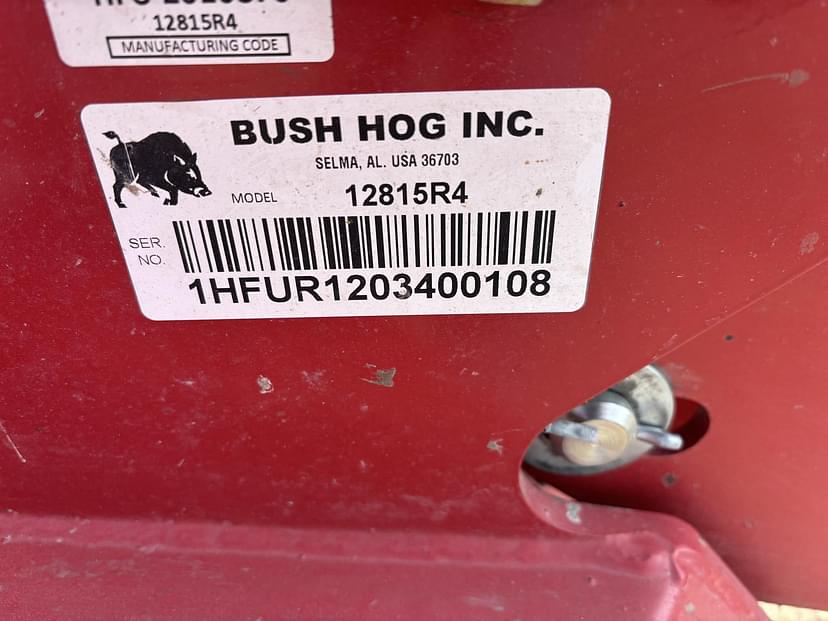 12815R4
MANUFACTURING CODE
BUSH HOG INC.
SELMA, AL. USA 36703
MODEL 12815R4
SER. NO.
1HFUR1203400108